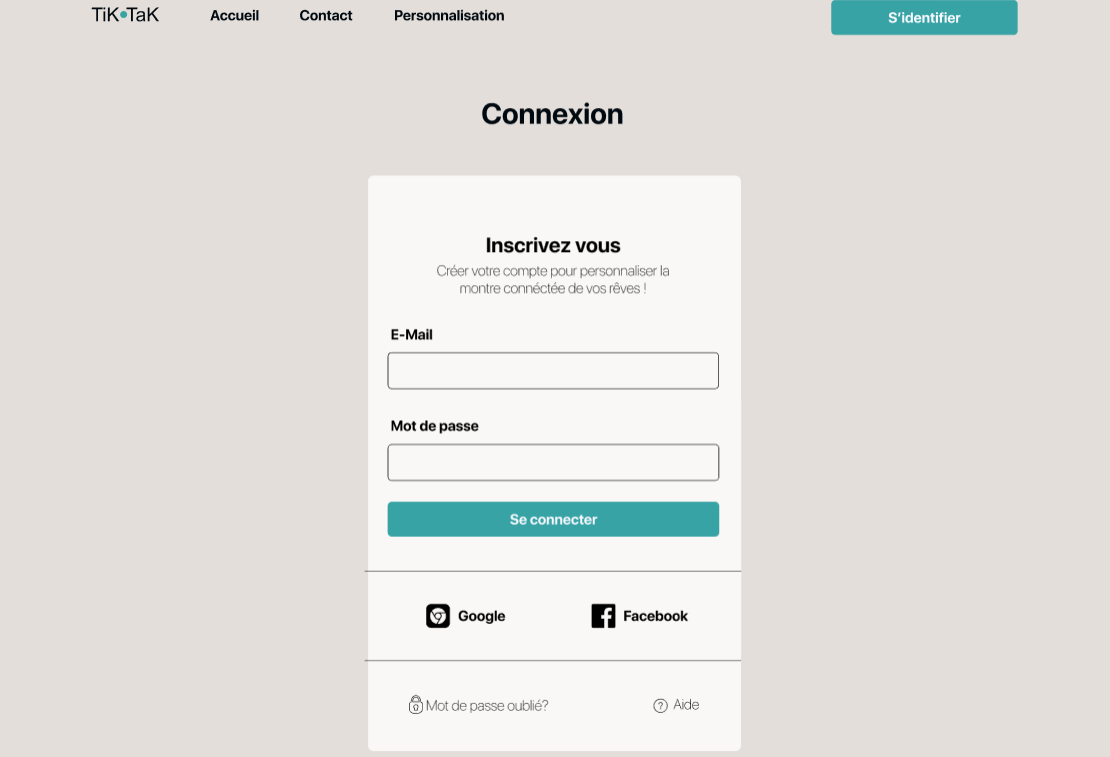 TiK•TaK
Accueil
Contact
Personnalisation
S'identifier
Connexion
Inscrivez vous
Créer votre compte pour personnaliser la
montre connéctée de vos rêves !
E-Mail
Mot de passe
Se connecter
Google
Facebook
Mot de passe oublié?
? Aide